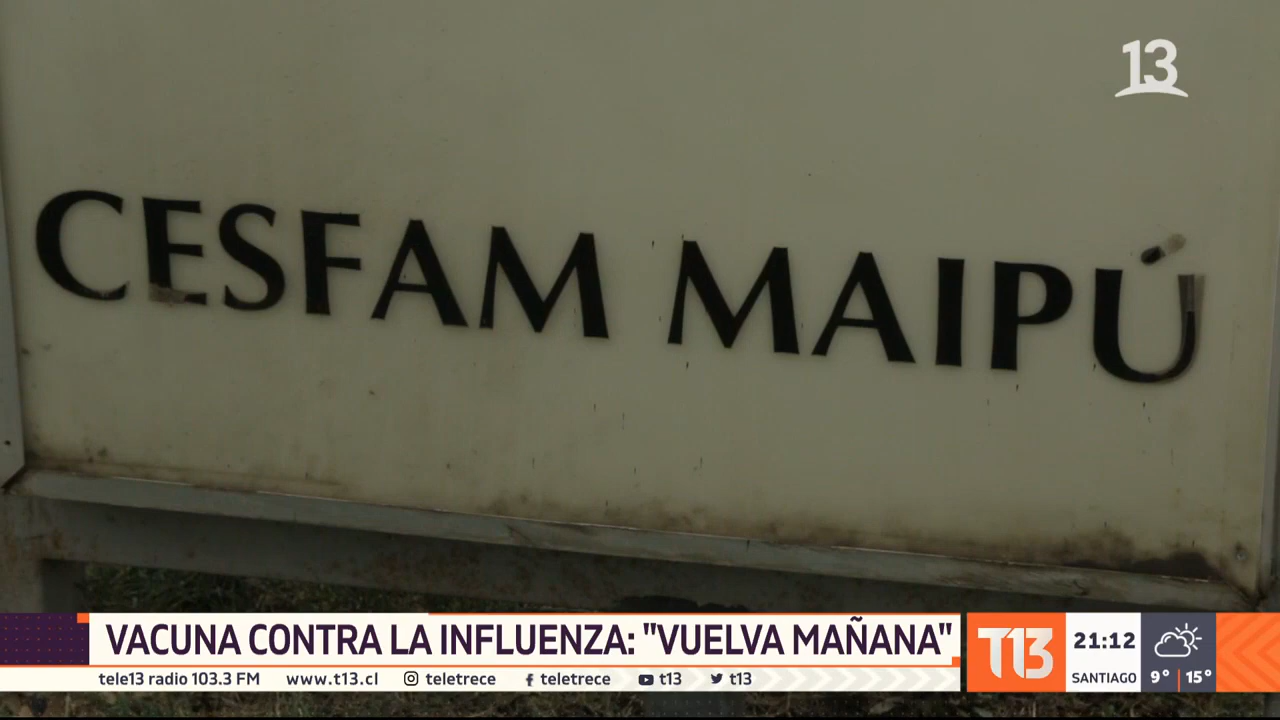 13
CESFAM MAIPÚ
VACUNA CONTRA LA INFLUENZA: "VUELVA MAÑANA"
T13
21:12
SANTIAGO
9° 15°
tele13 radio 103.3 FM www.t13.cl teletrece teletrece t13 t13